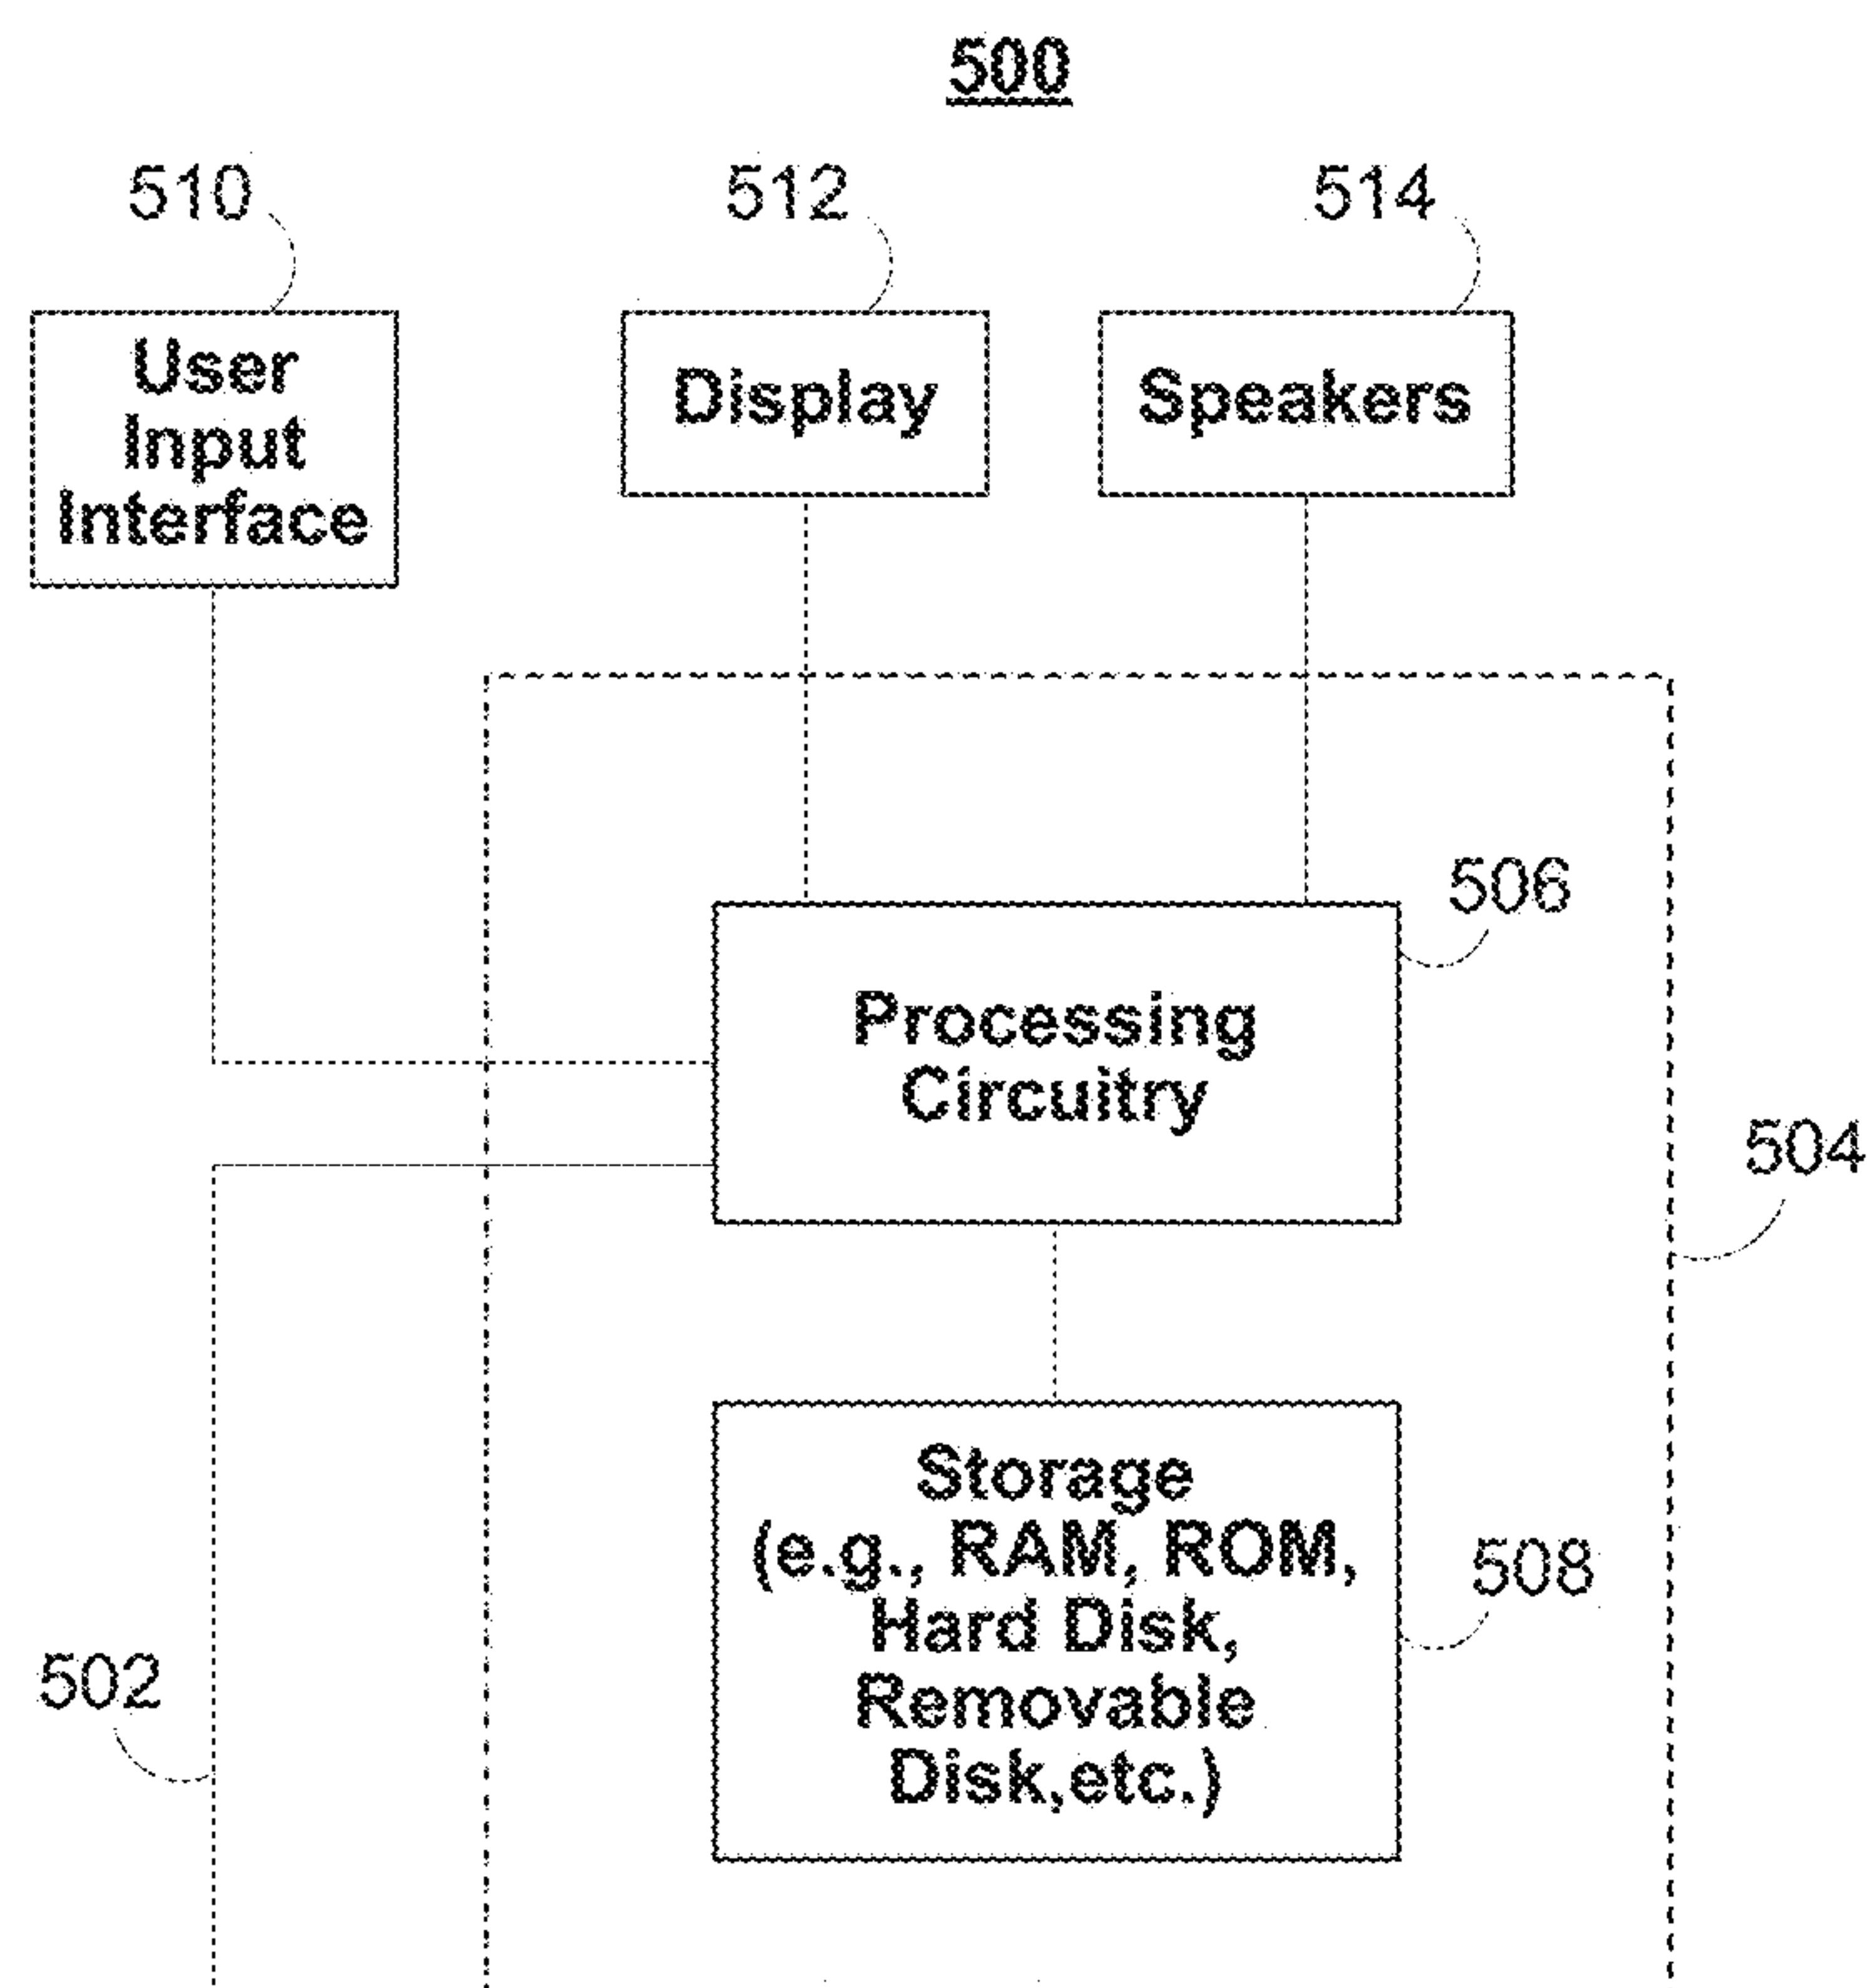 500
510
512
514
User
Input
Interface
Display
Speakers
506
Processing
Circuitry
504
Storage
(e.g., RAM, ROM,
Hard Disk,
Removable
Disk,etc.)
508
502